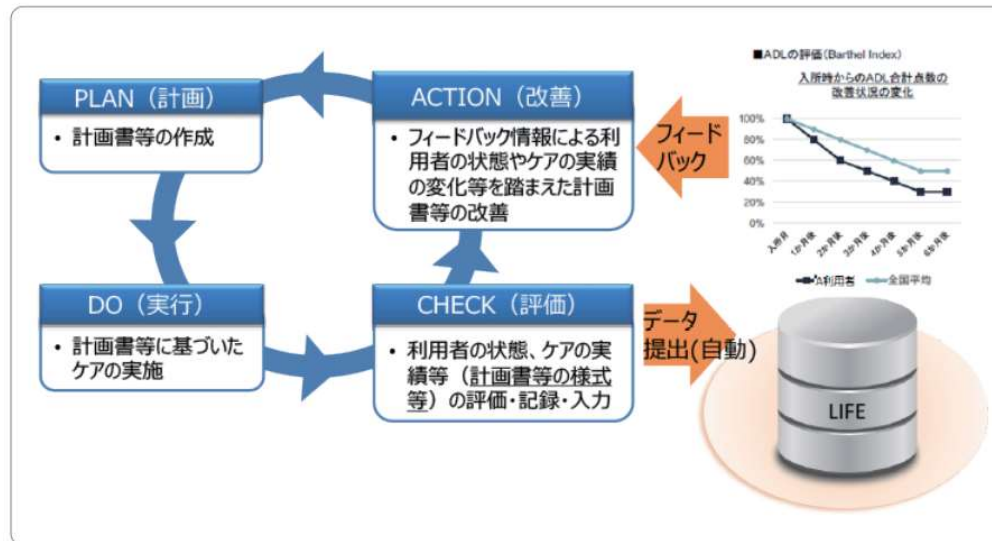 PLAN（計画）
• 計画書等の作成
ACTION（改善）
• フィードバック情報による利
用者の状態やケアの実績
の変化等を踏まえた計画
書等の改善
フィード
バック
■ADLの評価（Barthel Index）
入所時からのADL合計点数の
改善状況の変化
100%
80%
60%
40%
20%
0%
入所月
1か月後
2か月後
3か月後
4か月後
5か月後
6か月後
A利用者
全国平均
DO（実行）
• 計画書等に基づいた
ケアの実施
CHECK（評価）
• 利用者の状態、ケアの実
績等（計画書等の様式
等）の評価・記録・入力
データ
提出(自動)
LIFE